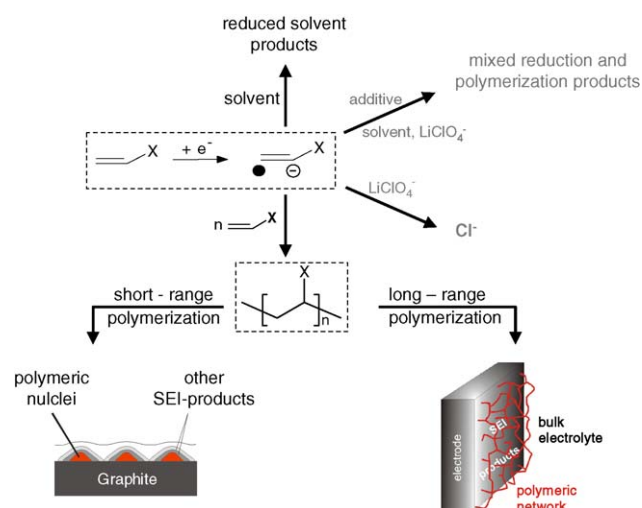 reduced solvent
products
mixed reduction and
polymerization products
solvent
additive
solvent, LiClO₄⁻
X
+ e⁻
X
−
LiClO₄⁻
n
X
Cl⁻
X
n
short - range
polymerization
long – range
polymerization
polymeric
nulclei
other
SEI-products
Graphite
electrode
SEI
products
bulk
electrolyte
polymeric
network